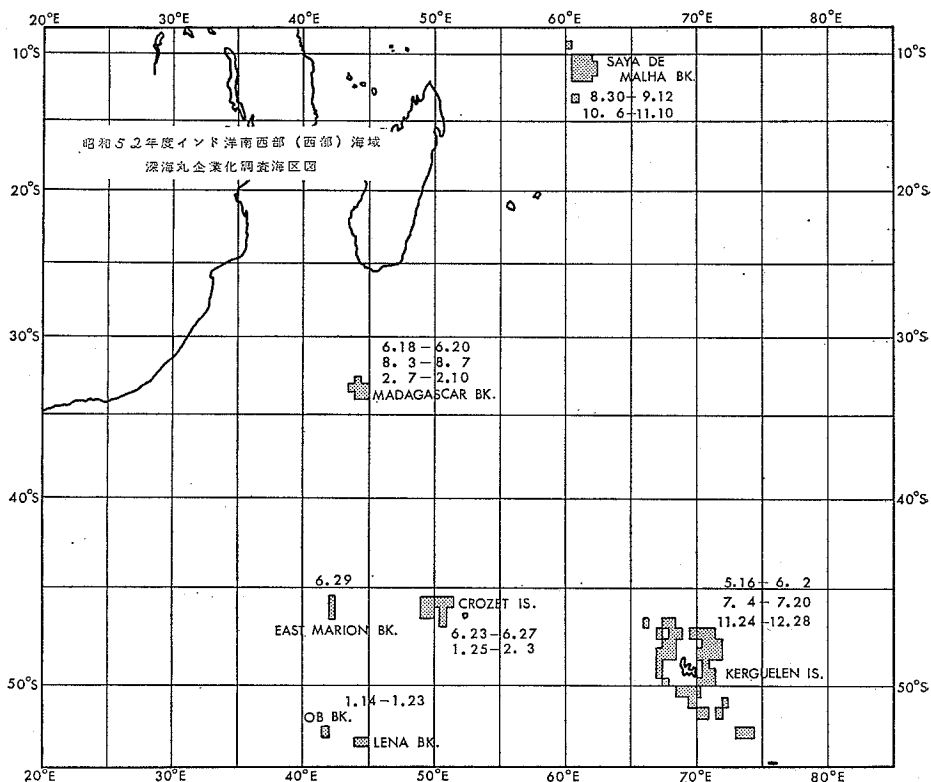 20°E 30°E 40°E 50°E 60°E 70°E 80°E
10°S 10°S
SAYA DE
MALHA BK.
8.30－9.12
10. 6－11.10
昭和52年度インド洋南西部（西部）海域
深海丸企業化調査海区図
20°S 20°S
30°S 30°S
6.18－6.20
8. 3－8. 7
2. 7－2.10
MADAGASCAR BK.
40°S 40°S
6.29
EAST MARION BK.
CROZET IS.
6.23－6.27
1.25－2. 3
5.16－6. 2
7. 4－7.20
11.24－12.28
KERGUELEN IS.
50°S 50°S
1.14－1.23
OB BK.
LENA BK.
20°E 30°E 40°E 50°E 60°E 70°E 80°E